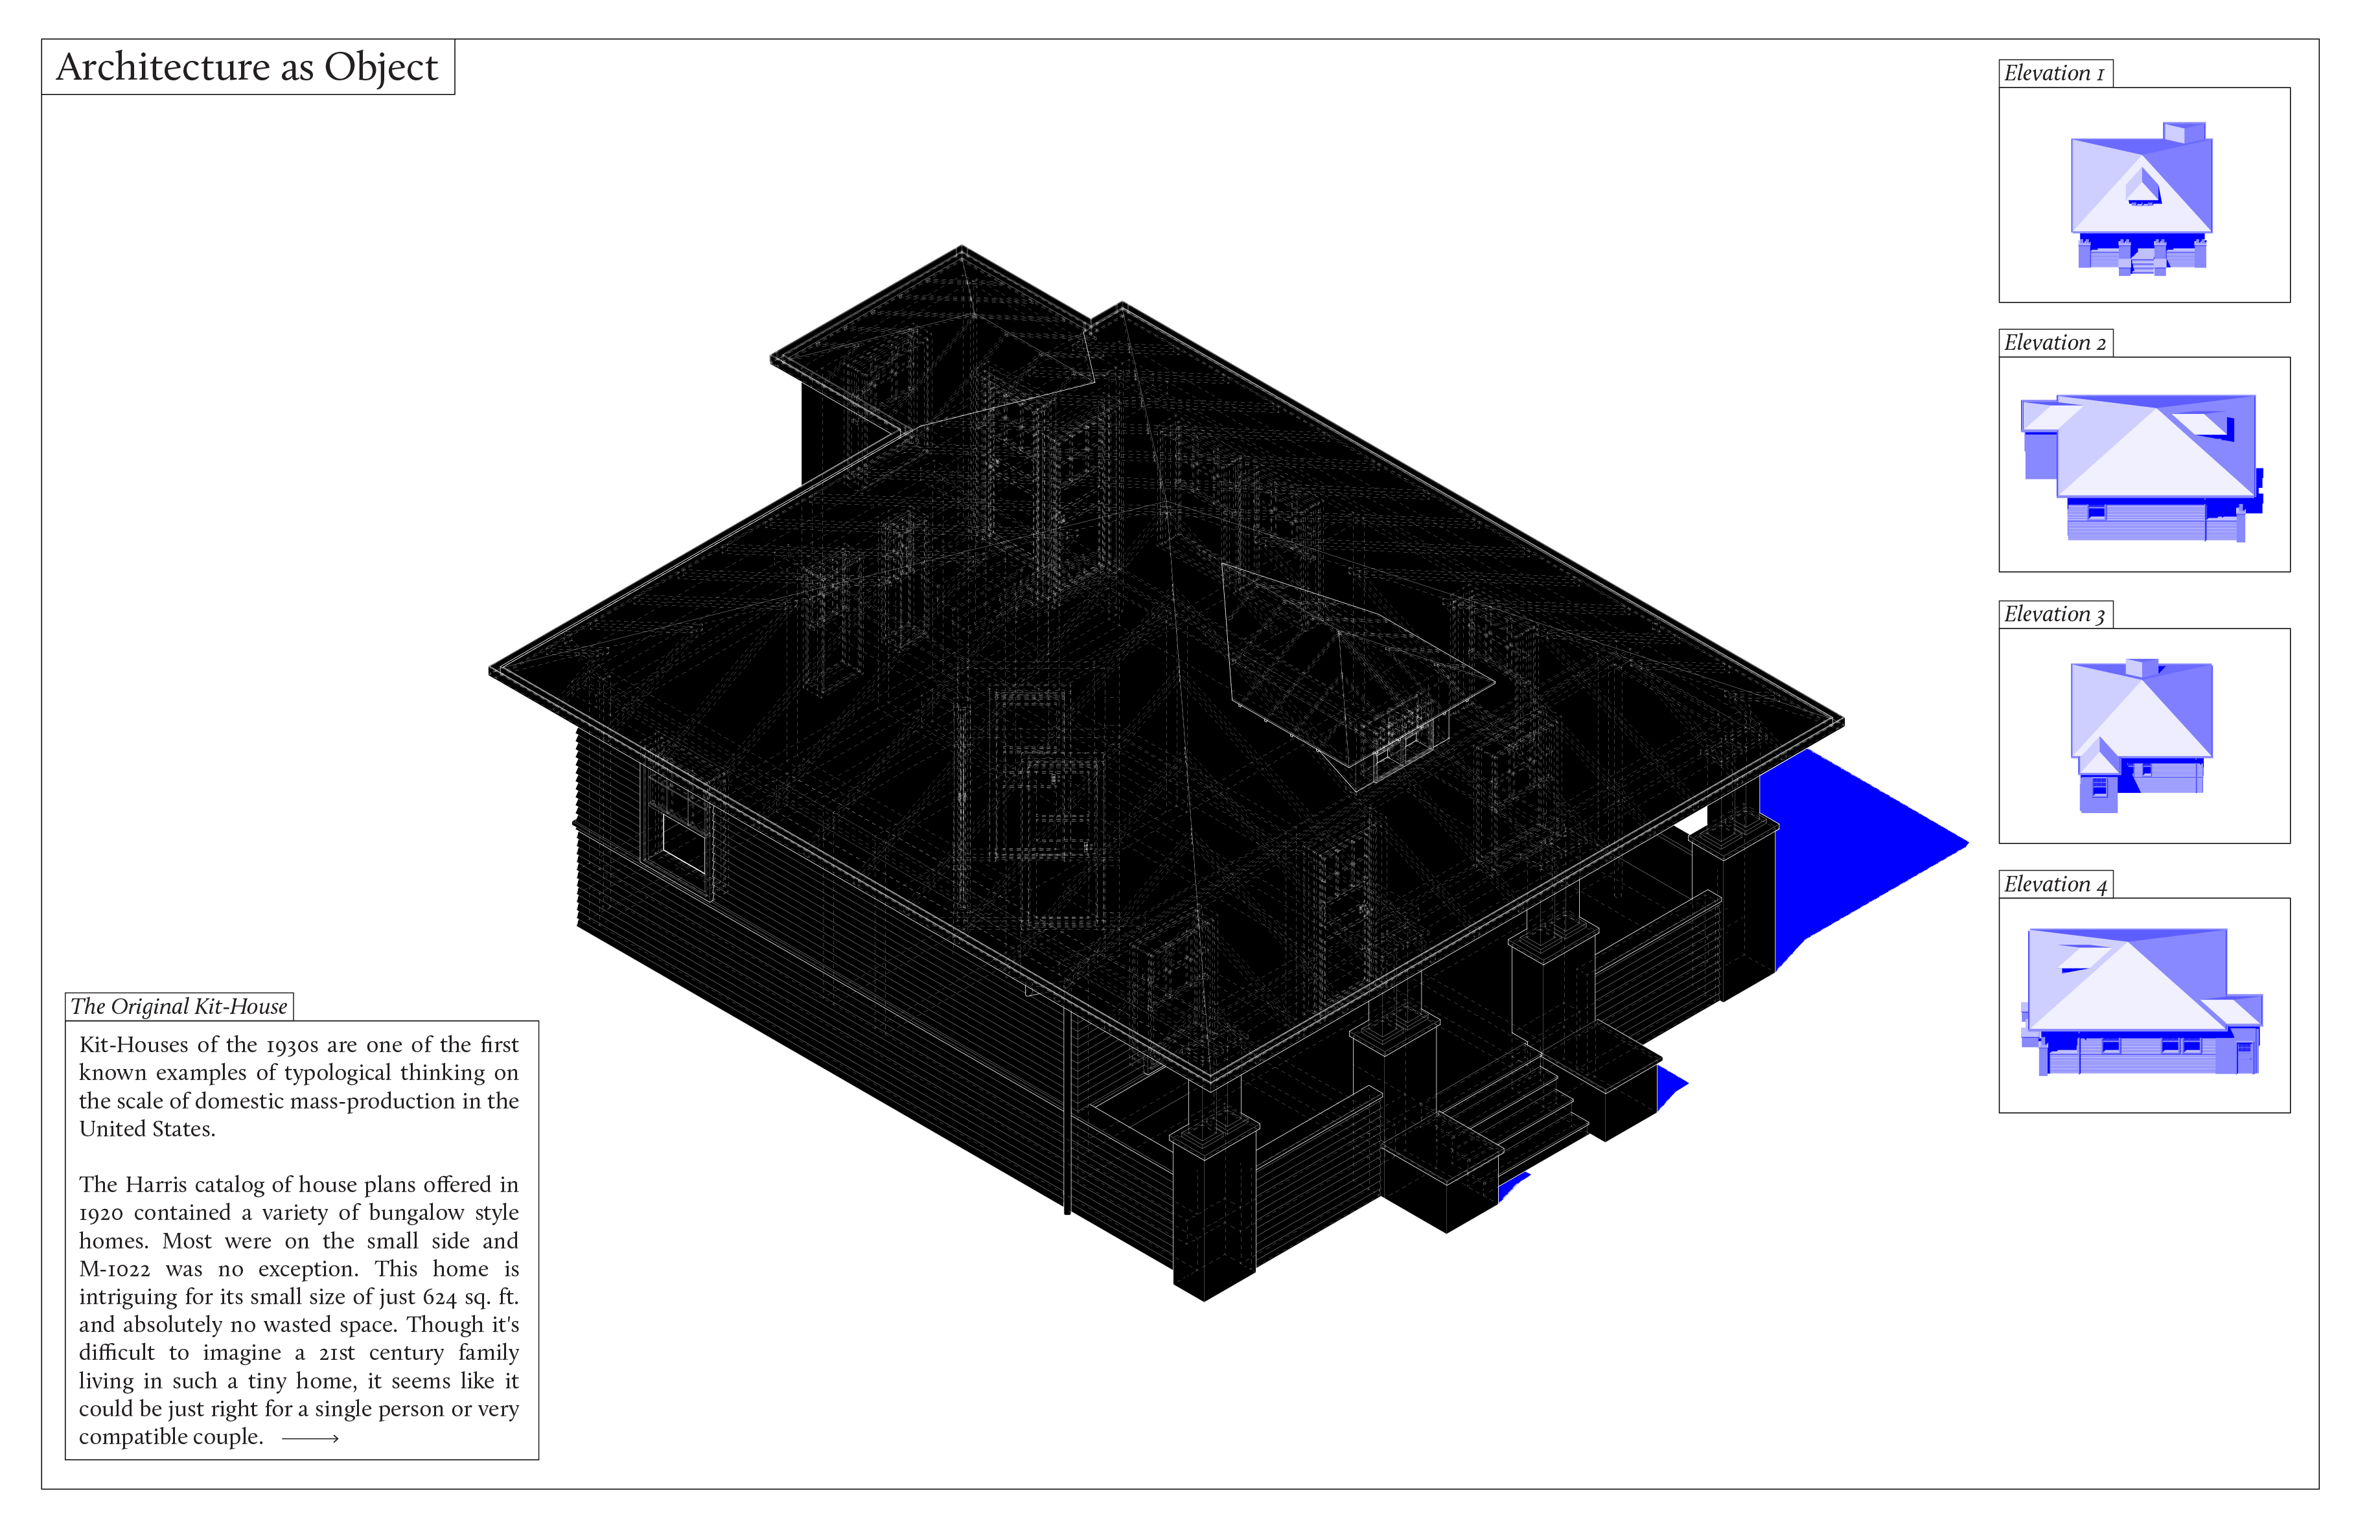 Architecture as Object
Elevation 1
Elevation 2
Elevation 3
Elevation 4
The Original Kit-House
Kit-Houses of the 1930s are one of the first
known examples of typological thinking on
the scale of domestic mass-production in the
United States.
The Harris catalog of house plans offered in
1920 contained a variety of bungalow style
homes. Most were on the small side and
M-1022 was no exception. This home is
intriguing for its small size of just 624 sq. ft.
and absolutely no wasted space. Though it's
difficult to imagine a 21st century family
living in such a tiny home, it seems like it
could be just right for a single person or very
compatible couple. ⟶